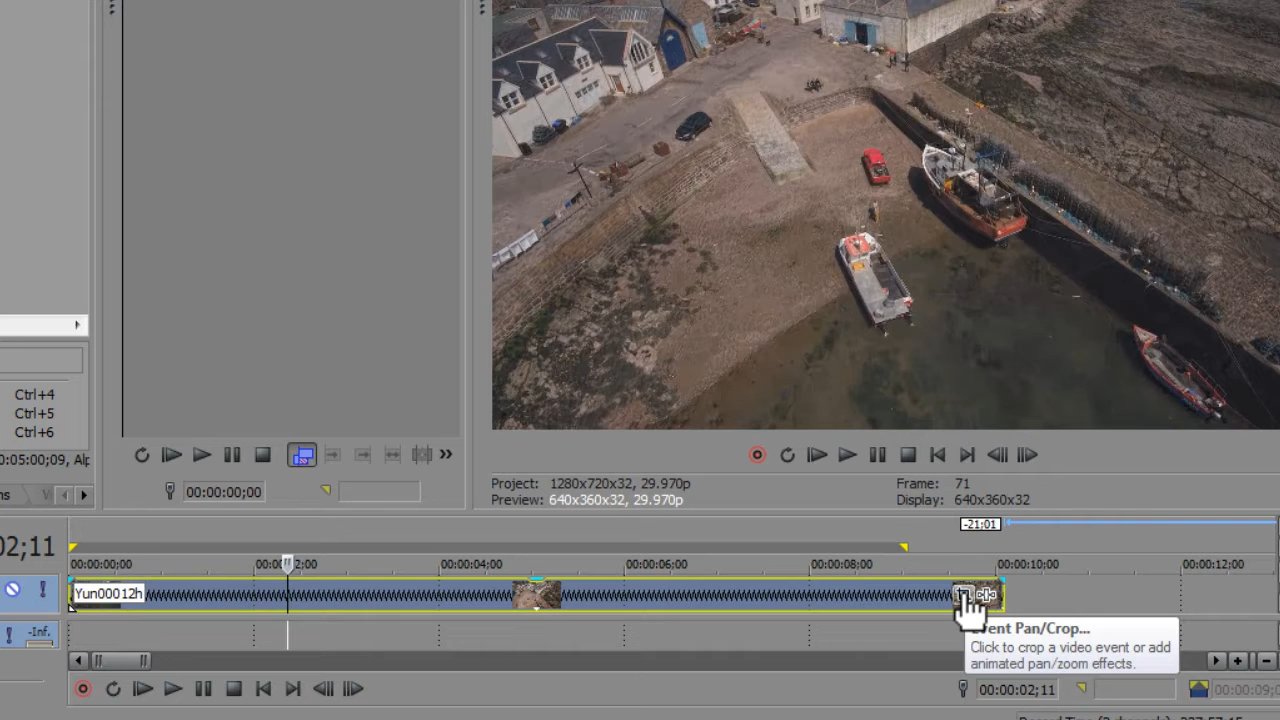 Ctrl+4
Ctrl+5
Ctrl+6
0:05:00;09, Alp
ns
00:00:00;00
Project: 1280x720x32, 29.970p
Preview: 640x360x32, 29.970p
Frame: 71
Display: 640x360x32
-21;01
02;11
00:00:00;00
00:00:04;00
00:00:06;00
00:00:08;00
00:00:10;00
00:00:12;00
Yun00012h
-Inf.
Event Pan/Crop...
Click to crop a video event or add
animated pan/zoom effects.
00:00:02;11